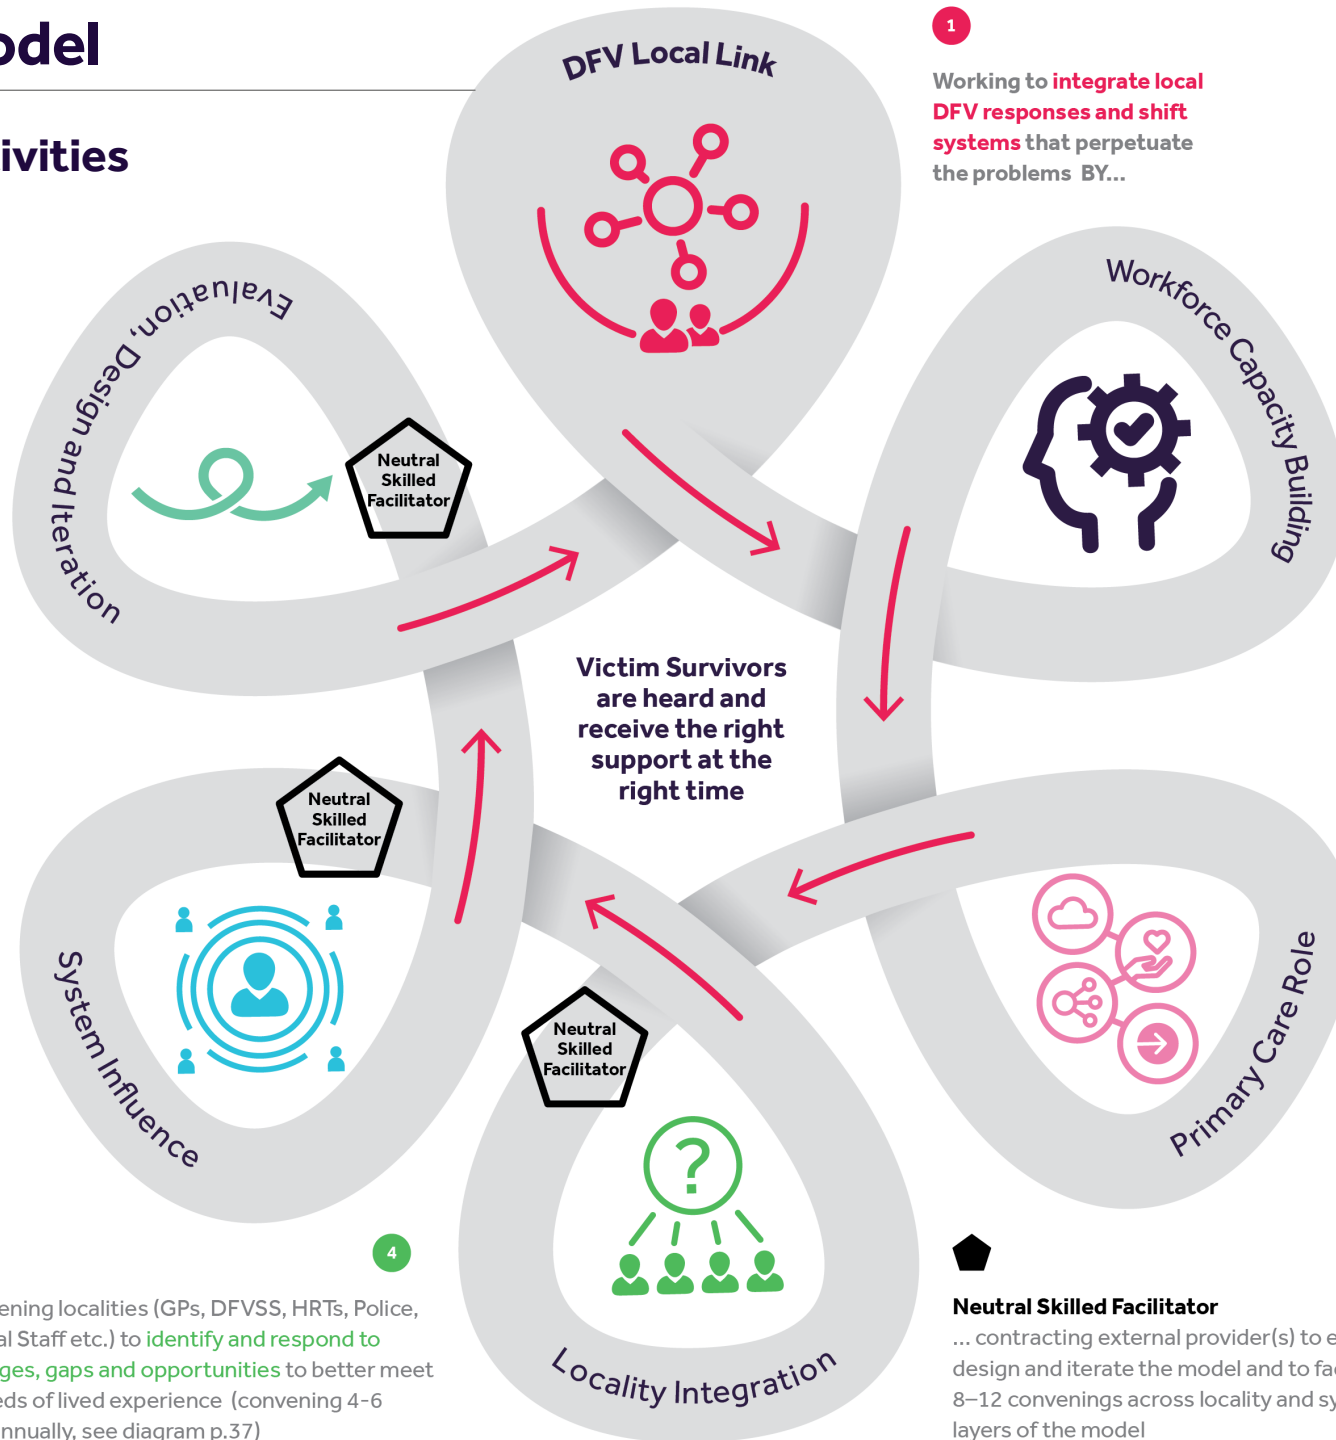 odel
ivities
DFV Local Link
1
Working to integrate local
DFV responses and shift
systems that perpetuate
the problems BY...
Evaluation, Design and Iteration
Workforce Capacity Building
Neutral
Skilled
Facilitator
Victim Survivors
are heard and
receive the right
support at the
right time
Neutral
Skilled
Facilitator
System Influence
Primary Care Role
Neutral
Skilled
Facilitator
?
Locality Integration
4
ening localities (GPs, DFVSS, HRTs, Police,
al Staff etc.) to identify and respond to
ges, gaps and opportunities to better meet
eds of lived experience (convening 4-6
nnually, see diagram p.37)
Neutral Skilled Facilitator
... contracting external provider(s) to e
design and iterate the model and to fac
8–12 convenings across locality and sy
layers of the model